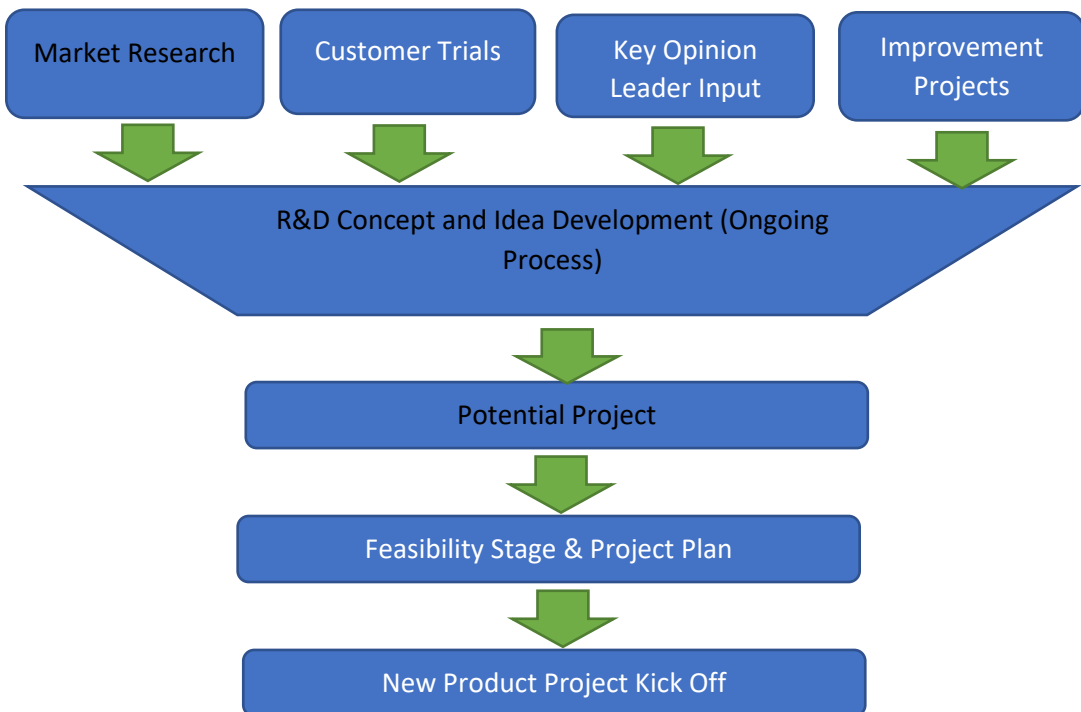 Market Research
Customer Trials
Key Opinion
Leader Input
Improvement
Projects
R&D Concept and Idea Development (Ongoing
Process)
Potential Project
Feasibility Stage & Project Plan
New Product Project Kick Off